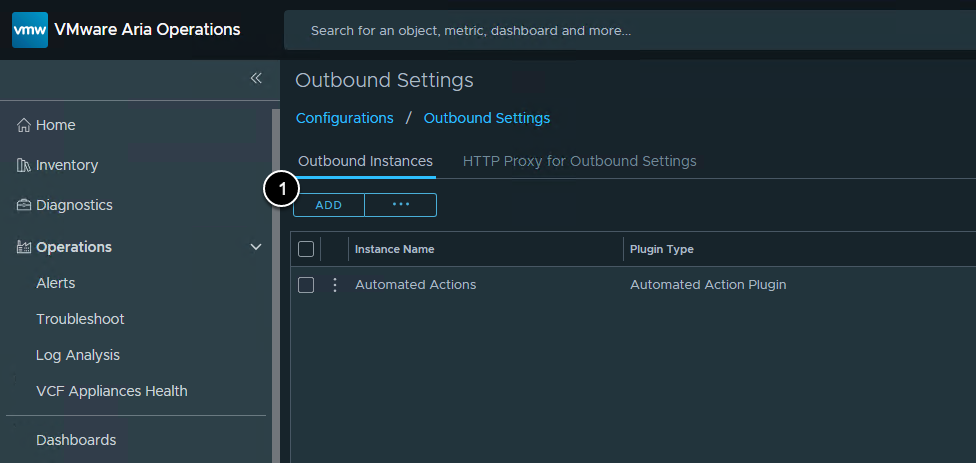 vmw VMware Aria Operations
Search for an object, metric, dashboard and more...
Home
Inventory
Diagnostics
Operations
Alerts
Troubleshoot
Log Analysis
VCF Appliances Health
Dashboards
Outbound Settings
Configurations / Outbound Settings
Outbound Instances HTTP Proxy for Outbound Settings
1
ADD ...
Instance Name Plugin Type
Automated Actions Automated Action Plugin